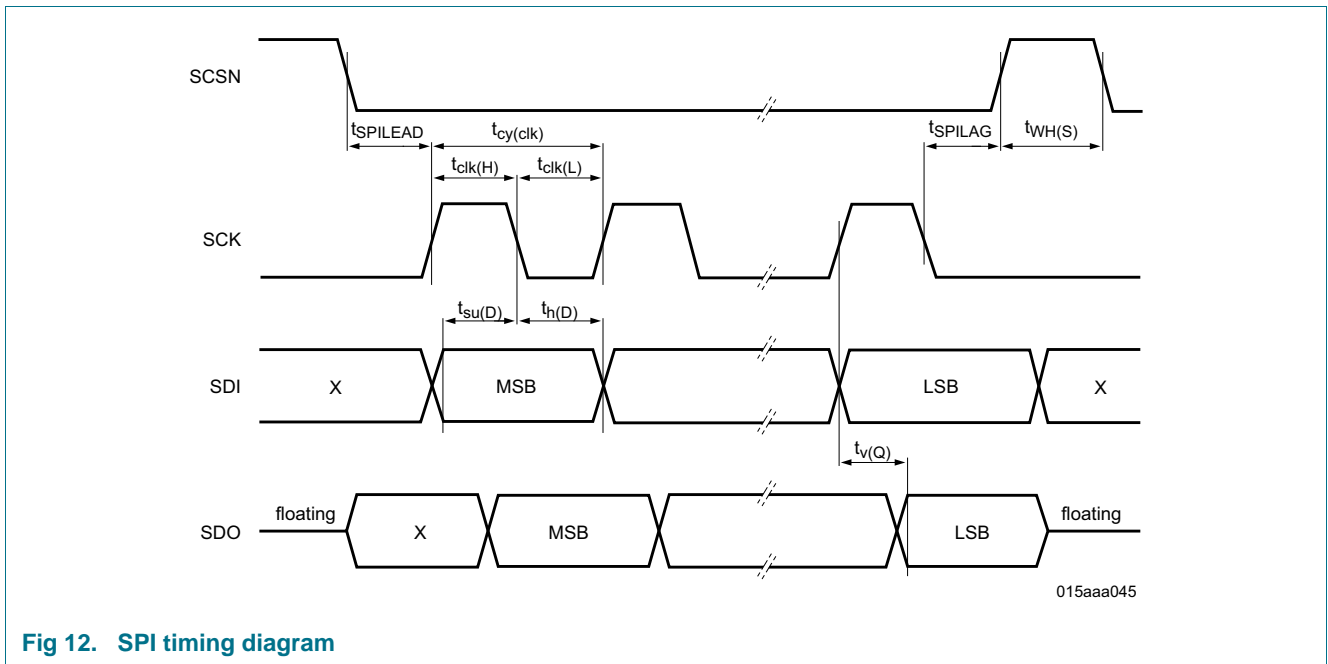 SCSN
tSPILEAD tcy(clk) tSPILAG tWH(S)
tclk(H) tclk(L)
SCK
tsu(D) th(D)
SDI X MSB LSB X
tv(Q)
SDO floating X MSB LSB floating
015aaa045
Fig 12. SPI timing diagram